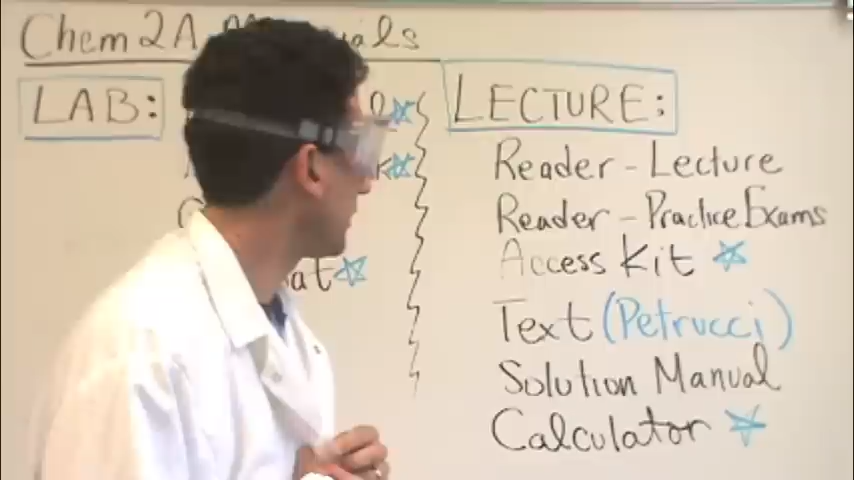 Chem 2A
LAB:
LECTURE:
Reader - Lecture
Reader - Practice Exams
Access Kit
Text (Petrucci)
Solution Manual
Calculator